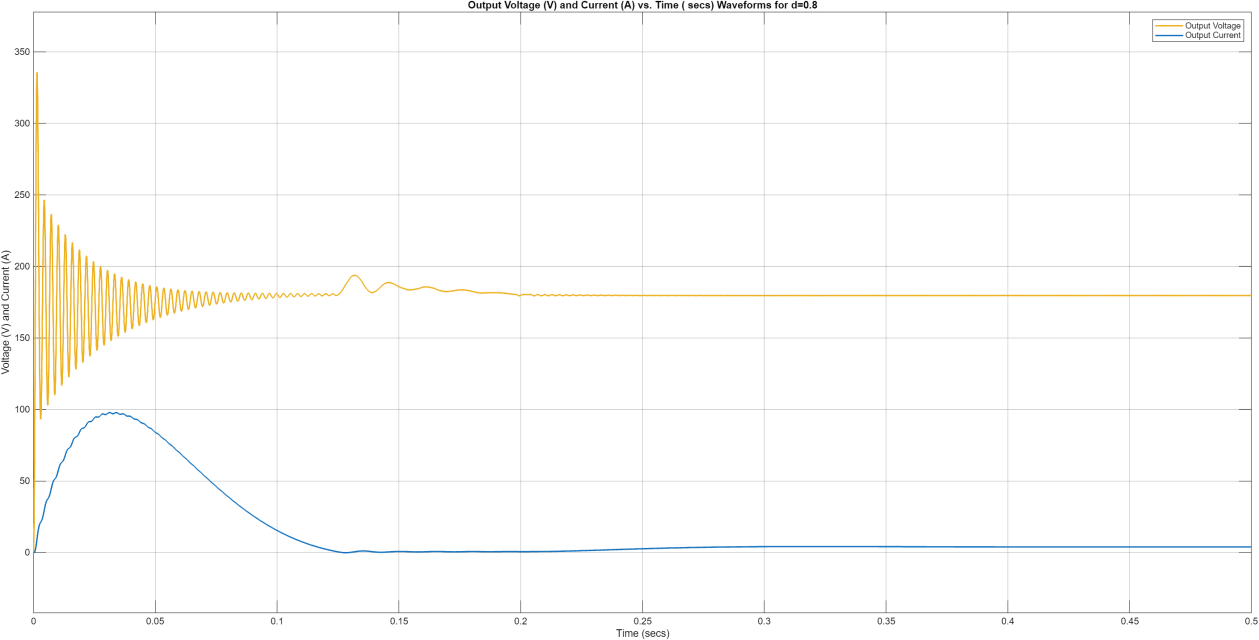 Output Voltage (V) and Current (A) vs. Time ( secs) Waveforms for d=0.8
Output Voltage
Output Current
Voltage (V) and Current (A)
350
300
250
200
150
100
50
0
0 0.05 0.1 0.15 0.2 0.25 0.3 0.35 0.4 0.45
Time (secs)